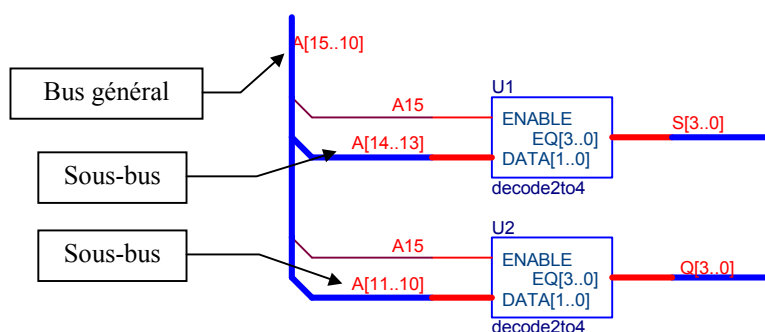 A[15..10]
Bus général
U1
A15
ENABLE
EQ[3..0]
S[3..0]
A[14..13]
DATA[1..0]
Sous-bus
decode2to4
U2
A15
ENABLE
Sous-bus
EQ[3..0]
Q[3..0]
A[11..10]
DATA[1..0]
decode2to4